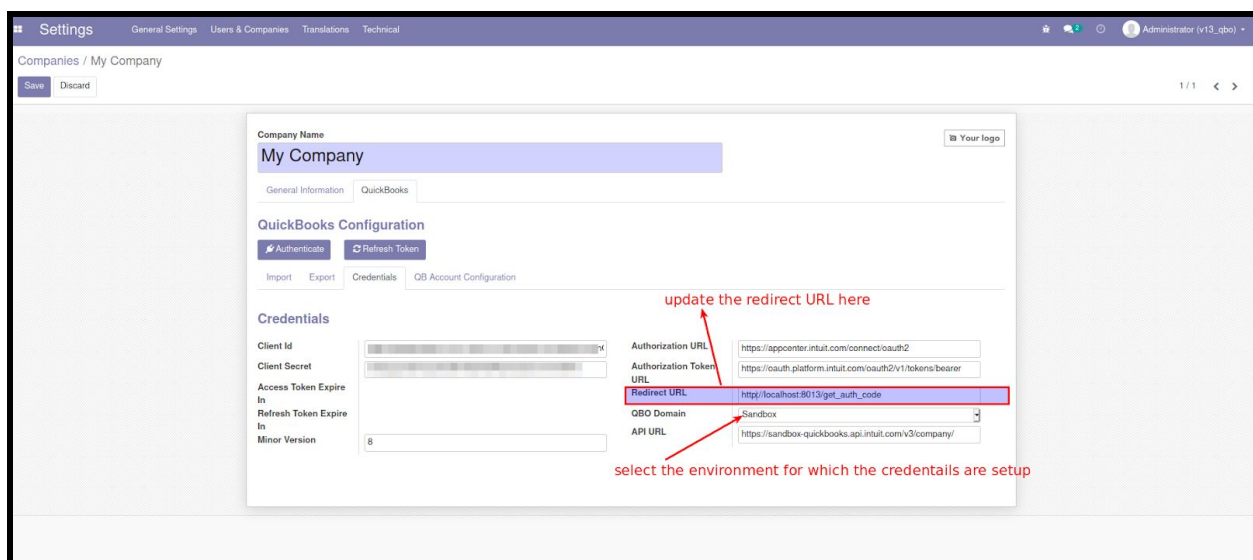 Settings General Settings Users & Companies Translations Technical 2 Administrator (v13_qbo)
Companies / My Company
Save Discard 1 / 1
Company Name
Your logo
My Company
General Information QuickBooks
QuickBooks Configuration
Authenticate Refresh Token
Import Export Credentials QB Account Configuration
update the redirect URL here
Credentials
Client Id
Authorization URL https://appcenter.intuit.com/connect/oauth2
Client Secret
Authorization Token URL https://oauth.platform.intuit.com/oauth2/v1/tokens/bearer
Access Token Expire In
Redirect URL http://localhost:8013/get_auth_code
Refresh Token Expire In
QBO Domain Sandbox
API URL https://sandbox-quickbooks.api.intuit.com/v3/company/
Minor Version 8
select the environment for which the credentails are setup